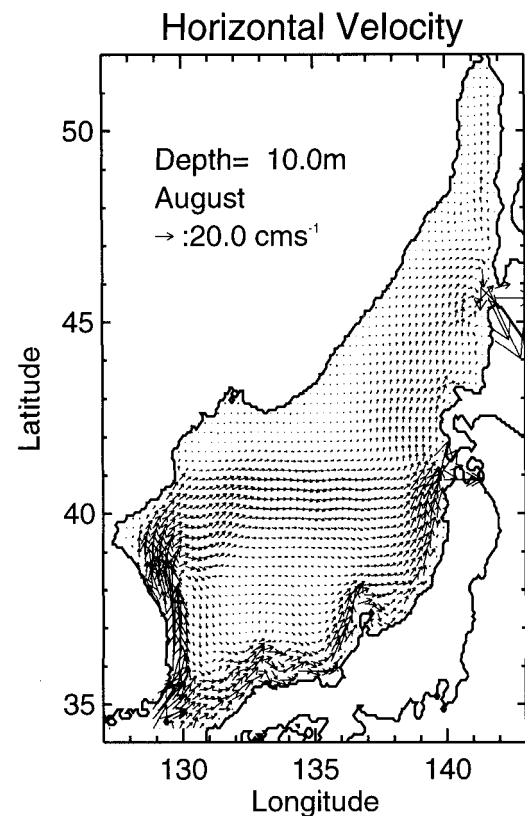 Horizontal Velocity
Depth= 10.0m
August
→ :20.0 cms⁻¹
50
45
40
35
Latitude
130 135 140
Longitude